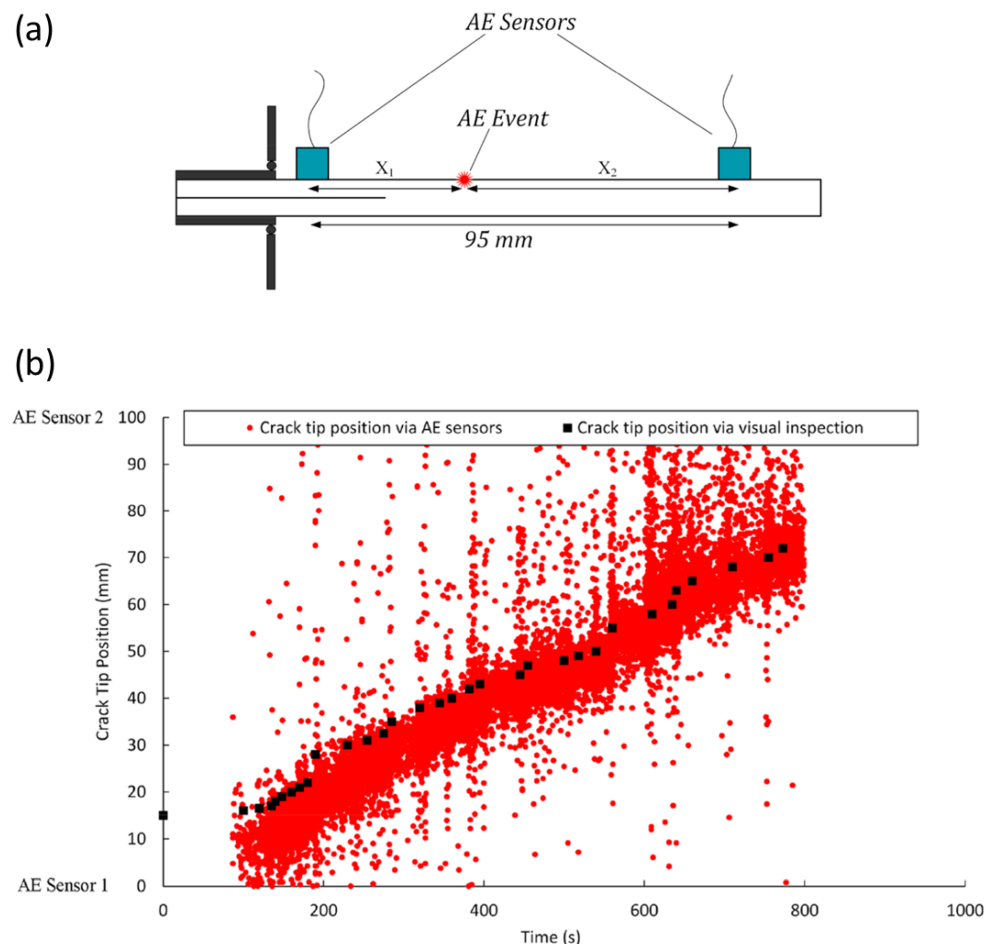 (a)
AE Sensors
AE Event
X₁
X₂
95 mm
(b)
AE Sensor 2
100
Crack tip position via AE sensors
Crack tip position via visual inspection
90
80
70
60
50
40
30
20
10
AE Sensor 1
0
Crack Tip Position (mm)
0
200
400
600
800
1000
Time (s)